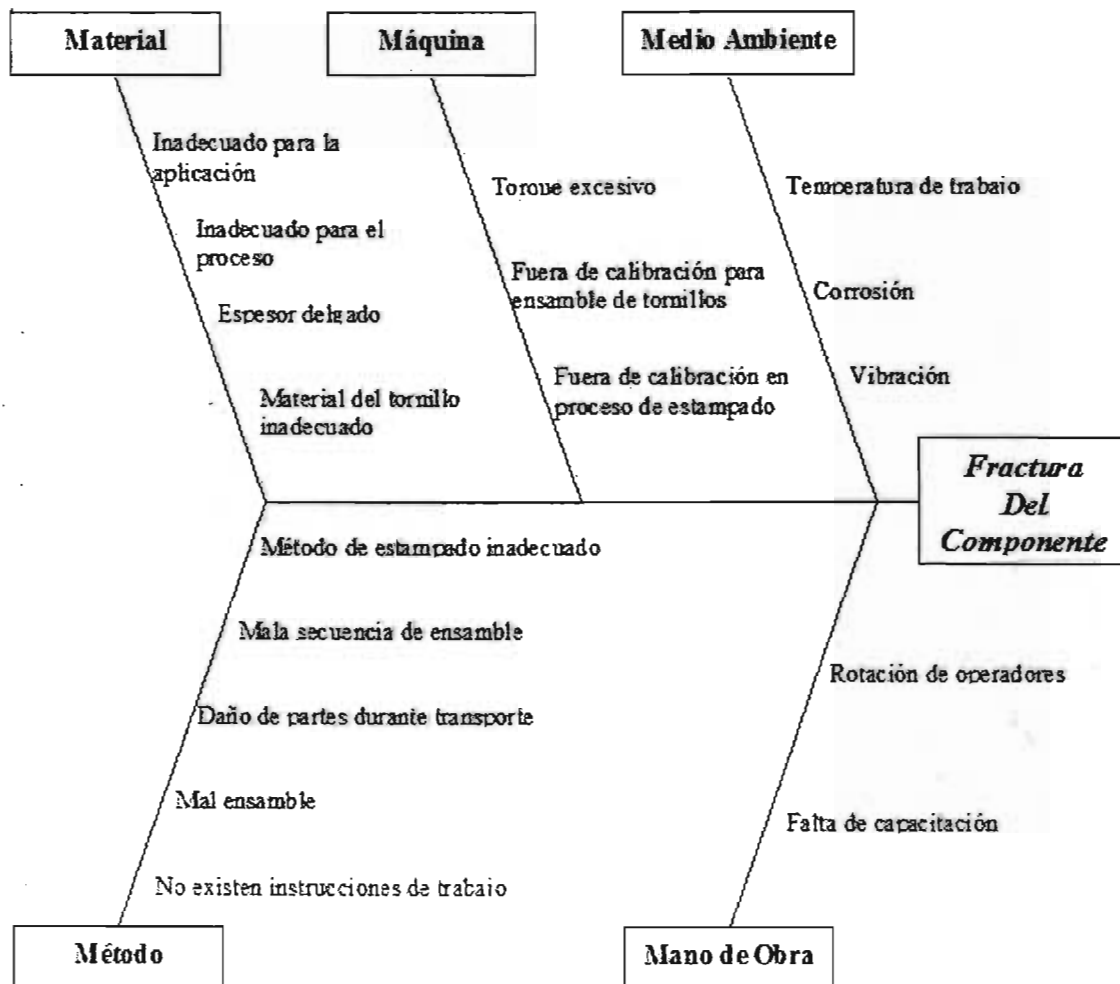 Material
Máquina
Medio Ambiente
Inadecuado para la
aplicación
Inadecuado para el
proceso
Espesor delgado
Material del tornillo
inadecuado
Torque excesivo
Fuera de calibración para
ensamble de tornillos
Fuera de calibración en
proceso de estampado
Temperatura de trabajo
Corrosión
Vibración
Fractura
Del
Componente
Método de estampado inadecuado
Mala secuencia de ensamble
Daño de partes durante transporte
Mal ensamble
No existen instrucciones de trabajo
Rotación de operadores
Falta de capacitación
Método
Mano de Obra